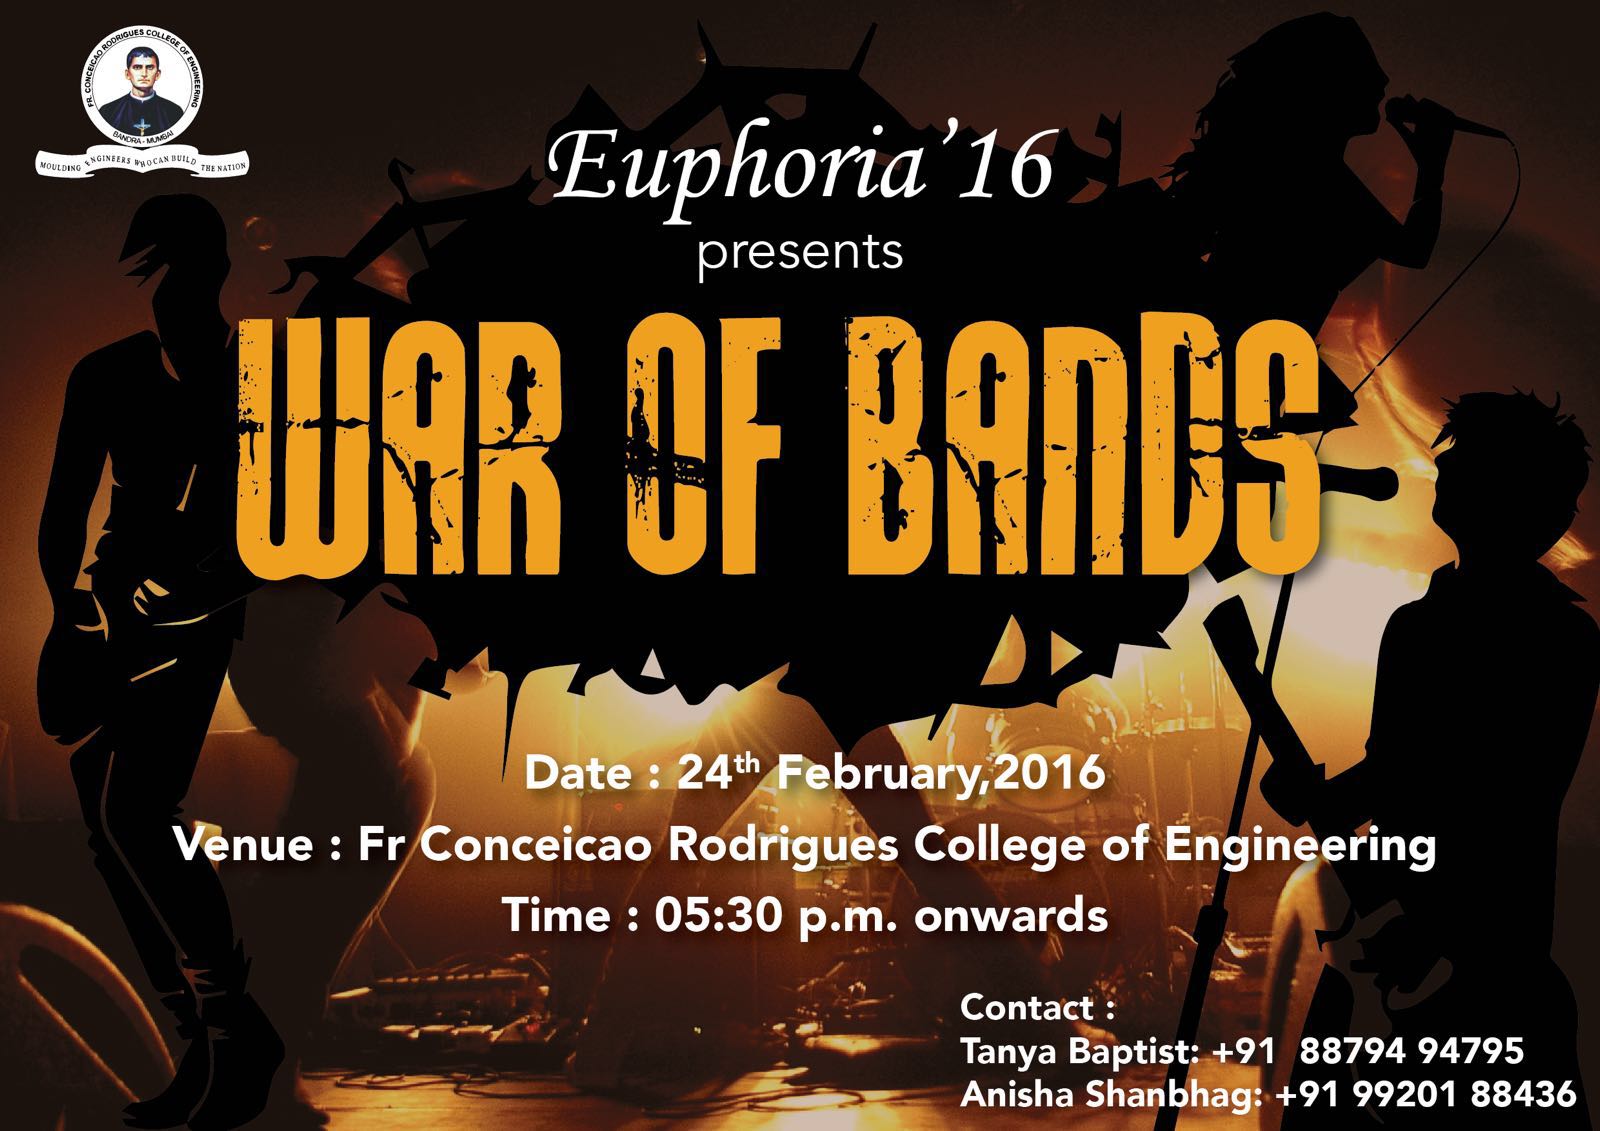 FR. CONCEICAO RODRIGUES COLLEGE OF ENGINEERING
BANDRA - MUMBAI
MOULDING ENGINEERS WHO CAN BUILD THE NATION
Euphoria'16
presents
WAR OF BANDS
Date : 24th February,2016
Venue : Fr Conceicao Rodrigues College of Engineering
Time : 05:30 p.m. onwards
Contact :
Tanya Baptist: +91 88794 94795
Anisha Shanbhag: +91 99201 88436